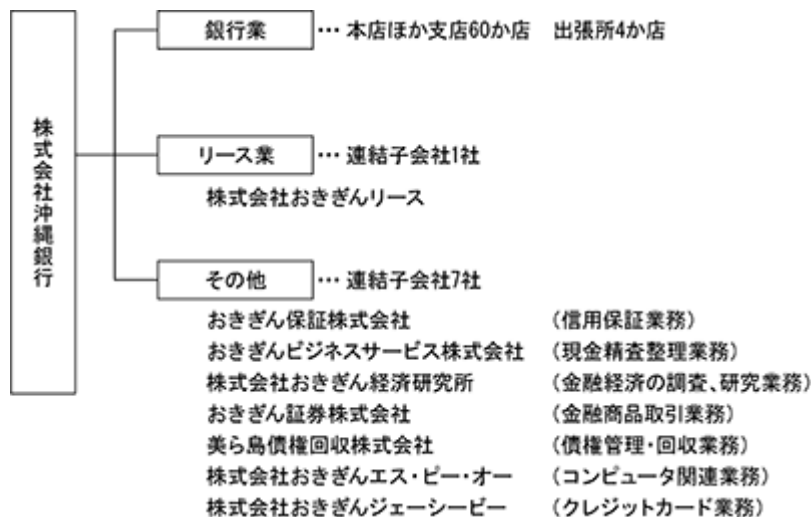 株式会社沖縄銀行
銀行業 … 本店ほか支店60か店 出張所4か店
リース業 … 連結子会社1社
株式会社おきぎんリース
その他 … 連結子会社7社
おきぎん保証株式会社 （信用保証業務）
おきぎんビジネスサービス株式会社 （現金精査整理業務）
株式会社おきぎん経済研究所 （金融経済の調査、研究業務）
おきぎん証券株式会社 （金融商品取引業務）
美ら島債権回収株式会社 （債権管理・回収業務）
株式会社おきぎんエス・ピー・オー （コンピュータ関連業務）
株式会社おきぎんジェーシービー （クレジットカード業務）